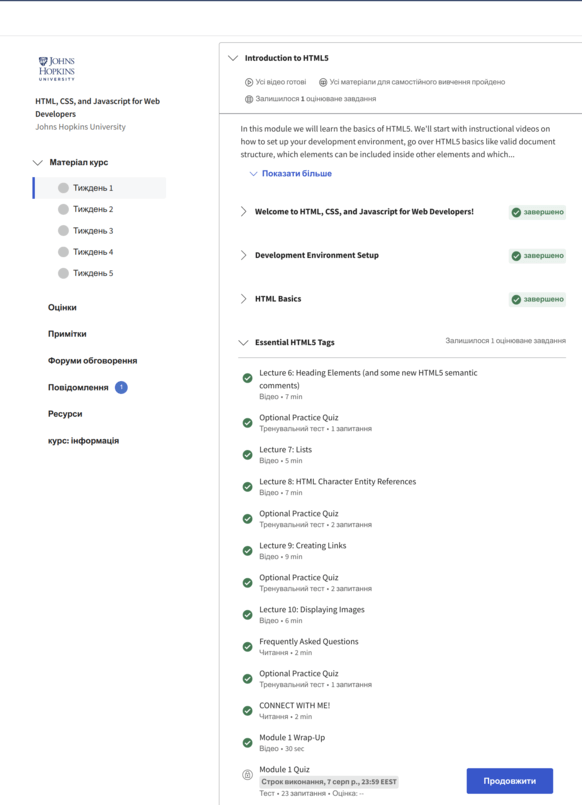 JOHNS
HOPKINS
UNIVERSITY
HTML, CSS, and Javascript for Web
Developers
Johns Hopkins University
Матеріал курс
Тиждень 1
Тиждень 2
Тиждень 3
Тиждень 4
Тиждень 5
Оцінки
Примітки
Форуми обговорення
Повідомлення 1
Ресурси
курс: інформація
Introduction to HTML5
Усі відео готові Усі матеріали для самостійного вивчення пройдено
Залишилося 1 оцінюване завдання
In this module we will learn the basics of HTML5. We'll start with instructional videos on
how to set up your development environment, go over HTML5 basics like valid document
structure, which elements can be included inside other elements and which...
Показати більше
Welcome to HTML, CSS, and Javascript for Web Developers! завершено
Development Environment Setup завершено
HTML Basics завершено
Essential HTML5 Tags Залишилося 1 оцінюване завдання
Lecture 6: Heading Elements (and some new HTML5 semantic
comments)
Відео • 7 min
Optional Practice Quiz
Тренувальний тест • 1 запитання
Lecture 7: Lists
Відео • 5 min
Lecture 8: HTML Character Entity References
Відео • 7 min
Optional Practice Quiz
Тренувальний тест • 2 запитання
Lecture 9: Creating Links
Відео • 9 min
Optional Practice Quiz
Тренувальний тест • 2 запитання
Lecture 10: Displaying Images
Відео • 6 min
Frequently Asked Questions
Читання • 2 min
Optional Practice Quiz
Тренувальний тест • 1 запитання
CONNECT WITH ME!
Читання • 2 min
Module 1 Wrap-Up
Відео • 30 sec
Module 1 Quiz
Строк виконання, 7 серп р., 23:59 EEST
Тест • 23 запитання • Оцінка: --
Продовжити